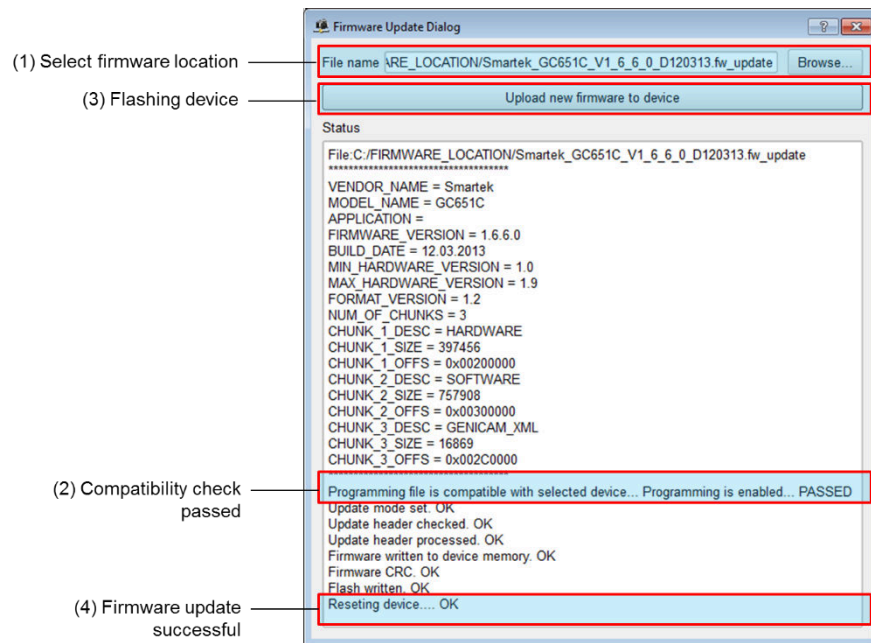 Firmware Update Dialog
(1) Select firmware location
File name ARE_LOCATION/Smartek_GC651C_V1_6_6_0_D120313.fw_update Browse...
(3) Flashing device
Upload new firmware to device
Status
File:C:/FIRMWARE_LOCATION/Smartek_GC651C_V1_6_6_0_D120313.fw_update
************************************
VENDOR_NAME = Smartek
MODEL_NAME = GC651C
APPLICATION =
FIRMWARE_VERSION = 1.6.6.0
BUILD_DATE = 12.03.2013
MIN_HARDWARE_VERSION = 1.0
MAX_HARDWARE_VERSION = 1.9
FORMAT_VERSION = 1.2
NUM_OF_CHUNKS = 3
CHUNK_1_DESC = HARDWARE
CHUNK_1_SIZE = 397456
CHUNK_1_OFFS = 0x00200000
CHUNK_2_DESC = SOFTWARE
CHUNK_2_SIZE = 757908
CHUNK_2_OFFS = 0x00300000
CHUNK_3_DESC = GENICAM_XML
CHUNK_3_SIZE = 16869
CHUNK_3_OFFS = 0x002C0000
************************************
(2) Compatibility check
passed
Programming file is compatible with selected device... Programming is enabled... PASSED
Update mode set. OK
Update header checked. OK
Update header processed. OK
Firmware written to device memory. OK
Firmware CRC. OK
Flash written. OK
(4) Firmware update
successful
Reseting device.... OK